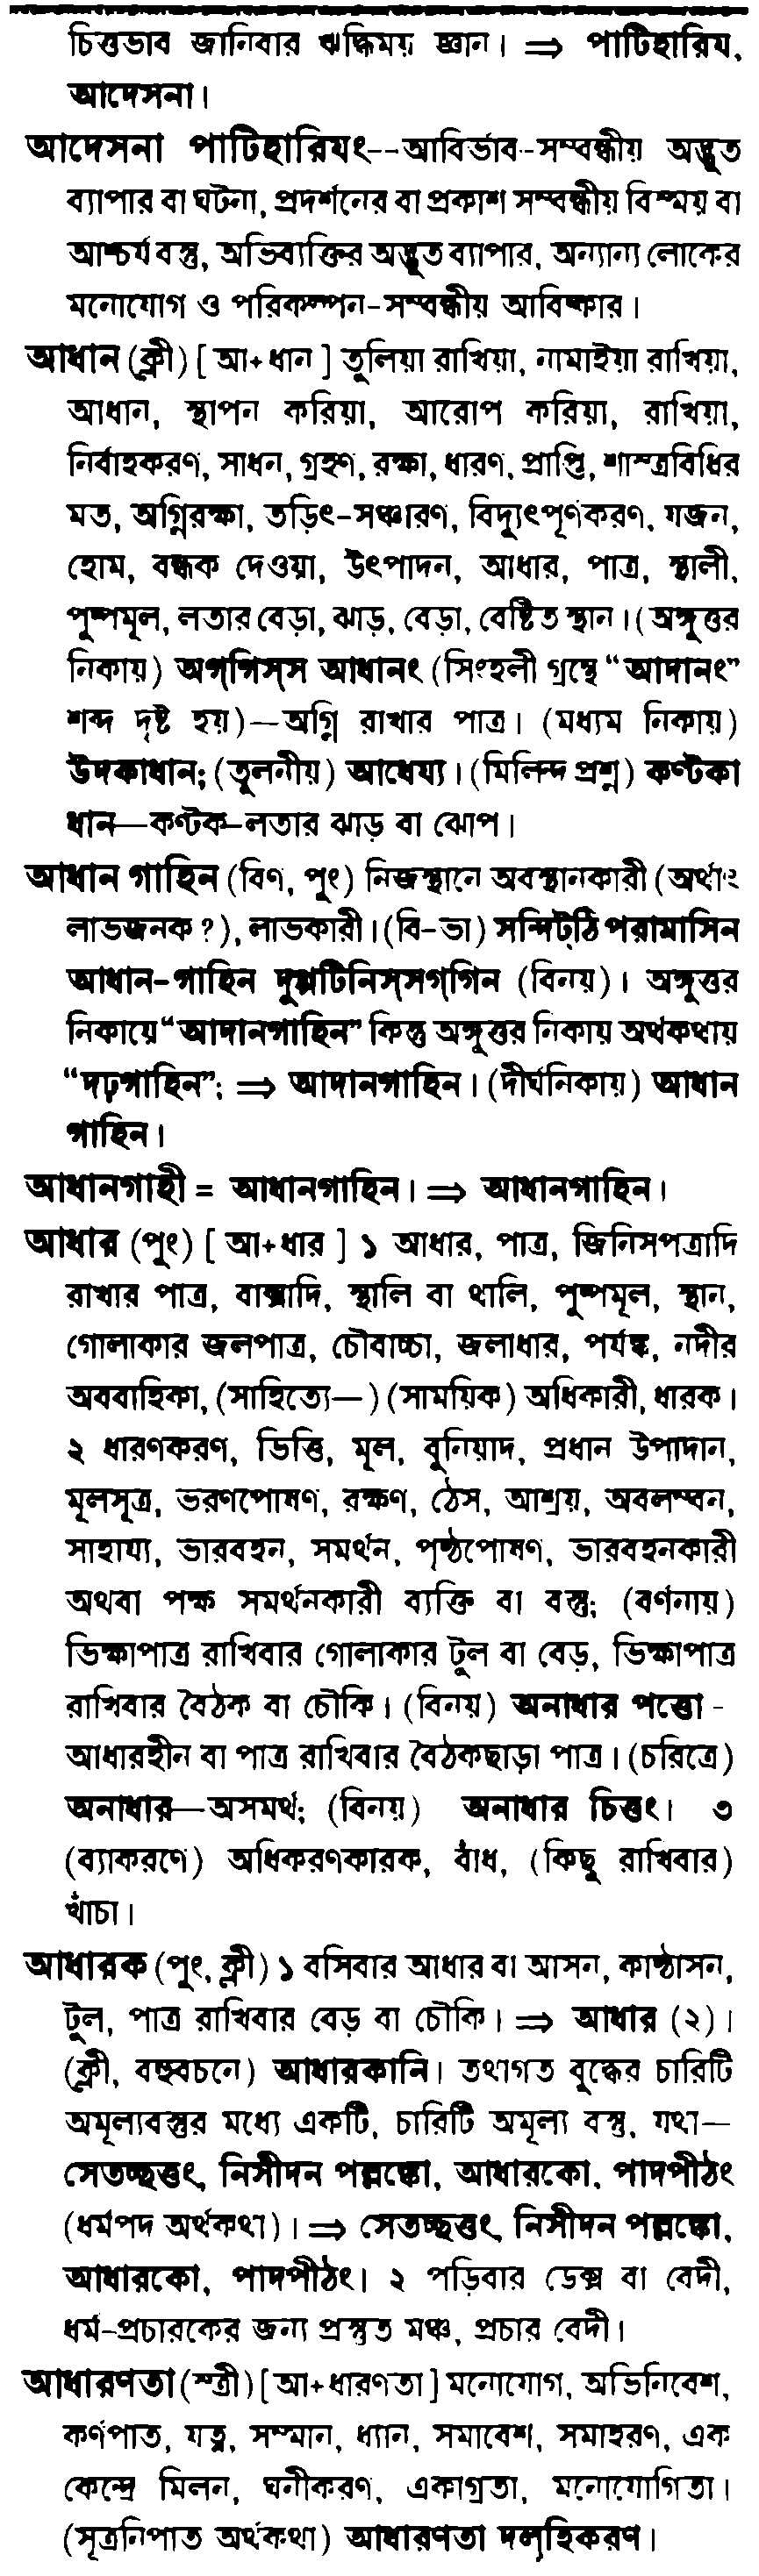 চিত্তভাব জানিবার ঋদ্ধিময় জ্ঞান। ⇒ পাটিহারিয,
আদেসনা।
আদেসনা পাটিহারিযং--আবির্ভাব-সম্বন্ধীয় অদ্ভুত
ব্যাপার বা ঘটনা, প্রদর্শনের বা প্রকাশ সম্বন্ধীয় বিস্ময় বা
আশ্চর্য বস্তু, অভিব্যক্তির অদ্ভুত ব্যাপার, অন্যান্য লোকের
মনোযোগ ও পরিকল্পন-সম্বন্ধীয় আবিষ্কার।
আধান (ক্লী) [ আ+ধান ] তুলিয়া রাখিয়া, নামাইয়া রাখিয়া,
আধান, স্থাপন করিয়া, আরোপ করিয়া, রাখিয়া,
নির্বাহকরণ, সাধন, গ্রহণ, রক্ষা, ধারণ, প্রাপ্তি, শাস্ত্রবিধির
মত, অগ্নিরক্ষা, তড়িৎ-সঞ্চারণ, বিদ্যুৎপূর্ণকরণ, যজন,
হোম, বন্ধক দেওয়া, উৎপাদন, আধার, পাত্র, স্থালী,
পুষ্পমূল, লতার বেড়া, ঝাড়, বেড়া, বেষ্টিত স্থান। (অঙ্গুত্তর
নিকায়) অগ্‌গিস্‌স আধানং (সিংহলী গ্রন্থে “আদানং”
শব্দ দৃষ্ট হয়)—অগ্নি রাখার পাত্র। (মধ্যম নিকায়)
উদকাধান; (তুলনীয়) আধেয্য। (মিলিন্দ প্রশ্ন) কণ্টকা
ধান—কণ্টক-লতার ঝাড় বা ঝোপ।
আধান গাহিন (বিণ, পুং) নিজস্থানে অবস্থানকারী (অর্থাৎ
লাভজনক ?), লাভকারী। (বি-ভা) সন্দিট্‌ঠি পরামাসিন
আধান-গাহিন দুপ্পটিনিস্‌সগ্‌গিন (বিনয়)। অঙ্গুত্তর
নিকায়ে “আদানগাহিন” কিন্তু অঙ্গুত্তর নিকায় অর্থকথায়
“দঢ়গাহিন”; ⇒ আদানগাহিন। (দীর্ঘনিকায়) আধান
গাহিন।
আধানগাহী = আধানগাহিন। ⇒ আধানগাহিন।
আধার (পুং) [ আ+ধার ] ১ আধার, পাত্র, জিনিসপত্রাদি
রাখার পাত্র, বাক্সাদি, স্থালি বা থালি, পুষ্পমূল, স্থান,
গোলাকার জলপাত্র, চৌবাচ্চা, জলাধার, পর্যঙ্ক, নদীর
অববাহিকা, (সাহিত্যে—) (সাময়িক) অধিকারী, ধারক।
২ ধারণকরণ, ভিত্তি, মূল, বুনিয়াদ, প্রধান উপাদান,
মূলসূত্র, ভরণপোষণ, রক্ষণ, ঠেস, আশ্রয়, অবলম্বন,
সাহায্য, ভারবহন, সমর্থন, পৃষ্ঠপোষণ, ভারবহনকারী
অথবা পক্ষ সমর্থনকারী ব্যক্তি বা বস্তু; (বর্ণনায়)
ভিক্ষাপাত্র রাখিবার গোলাকার টুল বা বেড়, ভিক্ষাপাত্র
রাখিবার বৈঠক বা চৌকি। (বিনয়) অনাধার পত্তো -
আধারহীন বা পাত্র রাখিবার বৈঠকছাড়া পাত্র। (চরিত্রে)
অনাধার—অসমর্থ; (বিনয়) অনাধার চিত্তং। ৩
(ব্যাকরণে) অধিকরণকারক, বাঁধ, (কিছু রাখিবার)
খাঁচা।
আধারক (পুং, ক্লী) ১ বসিবার আধার বা আসন, কাষ্ঠাসন,
টুল, পাত্র রাখিবার বেড় বা চৌকি। ⇒ আধার (২)।
(ক্লী, বহুবচনে) আধারকানি। তথাগত বুদ্ধের চারিটি
অমূল্যবস্তুর মধ্যে একটি, চারিটি অমূল্য বস্তু, যথা—
সেতচ্ছত্তং, নিসীদন পল্লঙ্কো, আধারকো, পাদপীঠং
(ধর্মপদ অর্থকথা)। ⇒ সেতচ্ছত্তং, নিসীদন পল্লঙ্কো,
আধারকো, পাদপীঠং। ২ পড়িবার ডেক্স বা বেদী,
ধর্ম-প্রচারকের জন্য প্রস্তুত মঞ্চ, প্রচার বেদী।
আধারণতা (স্ত্রী) [ আ+ধারণতা ] মনোযোগ, অভিনিবেশ,
কর্ণপাত, যত্ন, সম্মান, ধ্যান, সমাবেশ, সমাহরণ, এক
কেন্দ্রে মিলন, ঘনীকরণ, একাগ্রতা, মনোযোগিতা।
(সূত্রনিপাত অর্থকথা) আধারণতা দল্‌হিকরণ।